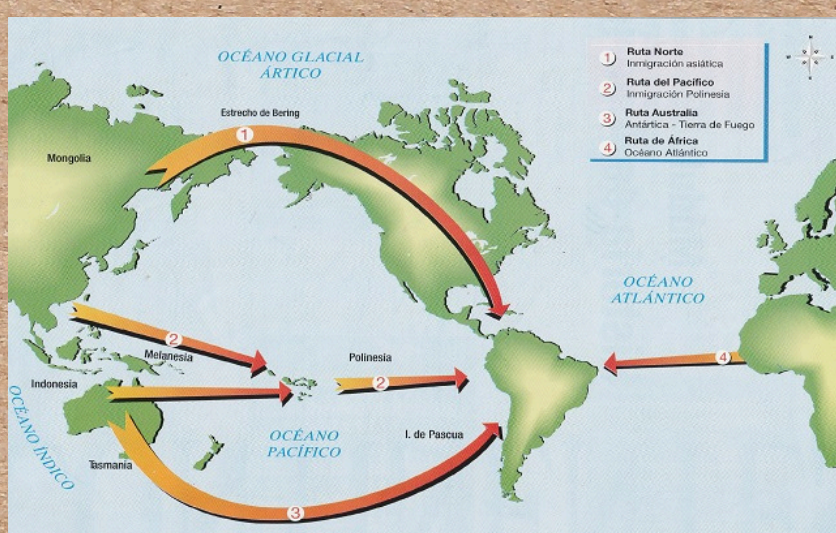 OCÉANO GLACIAL
ÁRTICO
Estrecho de Bering
1
Mongolia
1 Ruta Norte
Inmigración asiática
2 Ruta del Pacífico
Inmigración Polinesia
3 Ruta Australia
Antártica - Tierra de Fuego
4 Ruta de África
Océano Atlántico
OCÉANO
ATLÁNTICO
2
Melanesia
Polinesia
2
4
Indonesia
OCÉANO ÍNDICO
OCÉANO
PACÍFICO
I. de Pascua
Tasmania
3